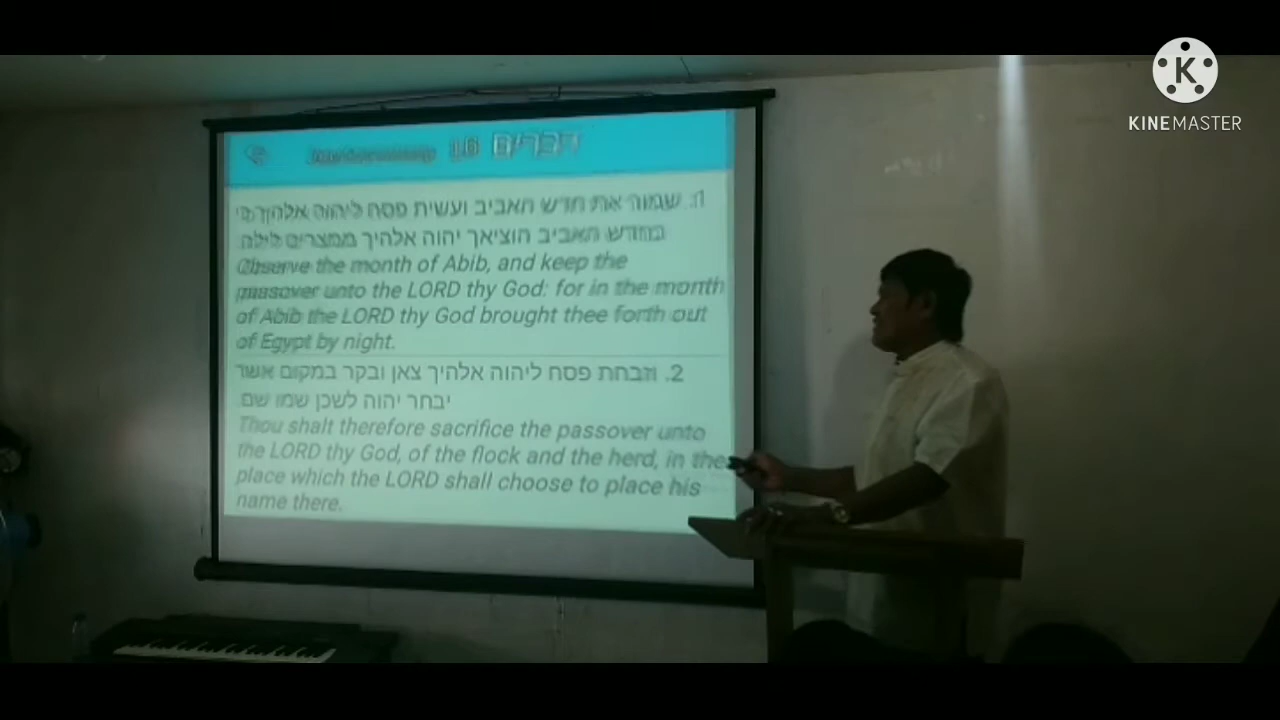 דברים 16
1. שמור את חדש האביב ועשית פסח ליהוה אלהיך כי
בחדש האביב הוציאך יהוה אלהיך ממצרים לילה.
Observe the month of Abib, and keep the
passover unto the LORD thy God: for in the month
of Abib the LORD thy God brought thee forth out
of Egypt by night.
2. וזבחת פסח ליהוה אלהיך צאן ובקר במקום אשר
יבחר יהוה לשכן שמו שם.
Thou shalt therefore sacrifice the passover unto
the LORD thy God, of the flock and the herd, in the
place which the LORD shall choose to place his
name there.
K
KINEMASTER